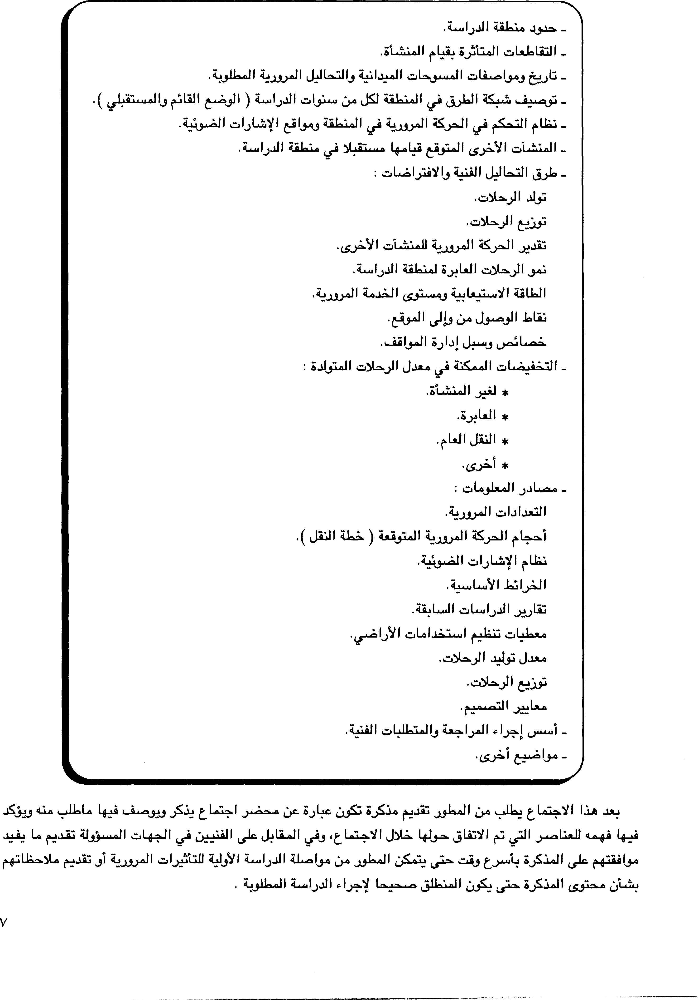 ـ حدود منطقة الدراسة.
ـ التقاطعات المتأثرة بقيام المنشأة.
ـ تاريخ ومواصفات المسوحات الميدانية والتحاليل المرورية المطلوبة.
ـ توصيف شبكة الطرق في المنطقة لكل من سنوات الدراسة ( الوضع القائم والمستقبلي ).
ـ نظام التحكم في الحركة المرورية في المنطقة ومواقع الإشارات الضوئية.
ـ المنشآت الأخرى المتوقع قيامها مستقبلا في منطقة الدراسة.
ـ طرق التحاليل الفنية والافتراضات :
تولد الرحلات.
توزيع الرحلات.
تقدير الحركة المرورية للمنشآت الأخرى.
نمو الرحلات العابرة لمنطقة الدراسة.
الطاقة الاستيعابية ومستوى الخدمة المرورية.
نقاط الوصول من وإلى الموقع.
خصائص وسبل إدارة المواقف.
ـ التخفيضات الممكنة في معدل الرحلات المتولدة :
* لغير المنشأة.
* العابرة.
* النقل العام.
* أخرى.
ـ مصادر المعلومات :
التعدادات المرورية.
أحجام الحركة المرورية المتوقعة ( خطة النقل ).
نظام الإشارات الضوئية.
الخرائط الأساسية.
تقارير الدراسات السابقة.
معطيات تنظيم استخدامات الأراضي.
معدل توليد الرحلات.
توزيع الرحلات.
معايير التصميم.
ـ أسس إجراء المراجعة والمتطلبات الفنية.
ـ مواضيع أخرى.
بعد هذا الاجتماع يطلب من المطور تقديم مذكرة تكون عبارة عن محضر اجتماع يذكر ويوصف فيها ماطلب منه ويؤكد
فيها فهمه للعناصر التي تم الاتفاق حولها خلال الاجتماع، وفي المقابل على الفنيين في الجهات المسؤولة تقديم ما يفيد
موافقتهم على المذكرة بأسرع وقت حتى يتمكن المطور من مواصلة الدراسة الأولية للتأثيرات المرورية أو تقديم ملاحظاتهم
بشأن محتوى المذكرة حتى يكون المنطلق صحيحا لإجراء الدراسة المطلوبة .
٧